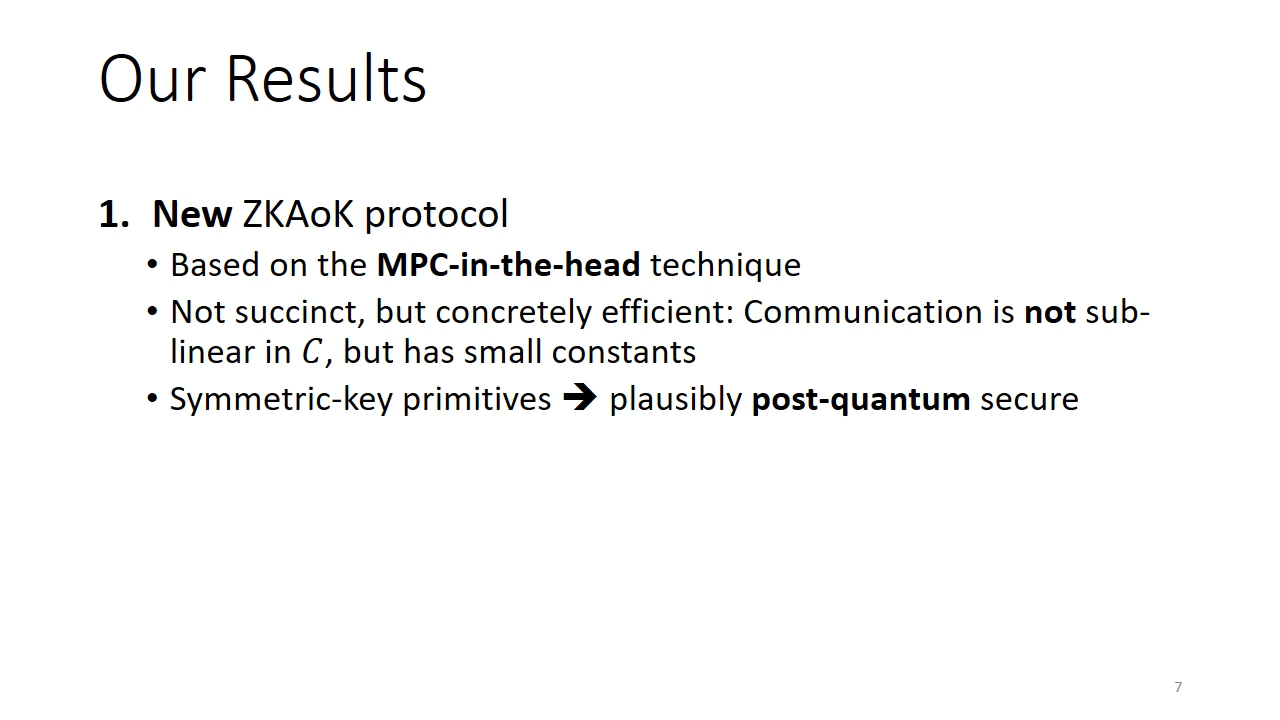 Our Results
1. New ZKAoK protocol
• Based on the MPC-in-the-head technique
• Not succinct, but concretely efficient: Communication is not sub-
linear in C, but has small constants
• Symmetric-key primitives ➔ plausibly post-quantum secure
7